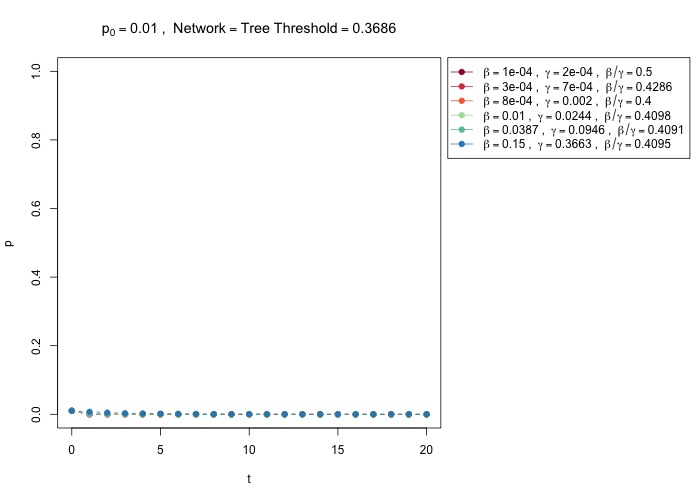 p0 = 0.01 , Network = Tree Threshold = 0.3686
β = 1e-04 , γ = 2e-04 , β/γ = 0.5
β = 3e-04 , γ = 7e-04 , β/γ = 0.4286
β = 8e-04 , γ = 0.002 , β/γ = 0.4
β = 0.01 , γ = 0.0244 , β/γ = 0.4098
β = 0.0387 , γ = 0.0946 , β/γ = 0.4091
β = 0.15 , γ = 0.3663 , β/γ = 0.4095
1.0
0.8
0.6
0.4
0.2
0.0
p
0 5 10 15 20
t